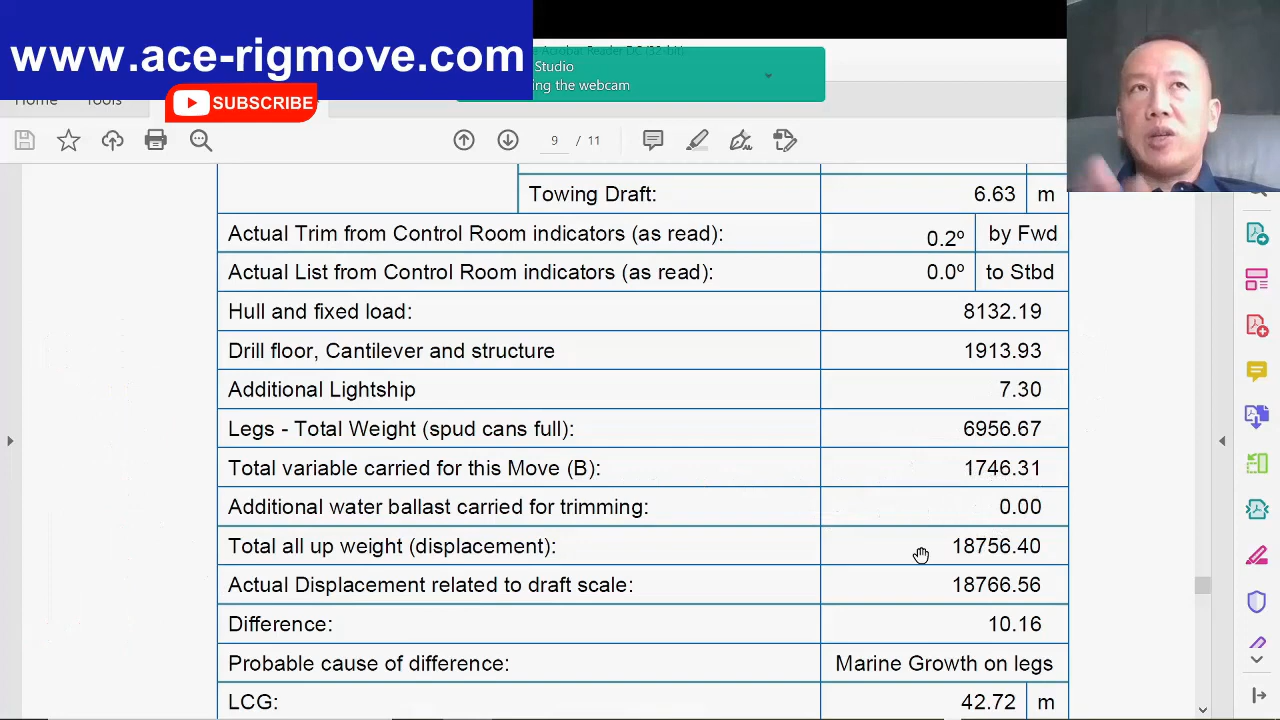 www.ace-rigmove.com
SUBSCRIBE
Acrobat Reader DC (32-bit)
Studio
ing the webcam
Home Tools
9 / 11
Towing Draft: 6.63 m
Actual Trim from Control Room indicators (as read): 0.2º by Fwd
Actual List from Control Room indicators (as read): 0.0º to Stbd
Hull and fixed load: 8132.19
Drill floor, Cantilever and structure 1913.93
Additional Lightship 7.30
Legs - Total Weight (spud cans full): 6956.67
Total variable carried for this Move (B): 1746.31
Additional water ballast carried for trimming: 0.00
Total all up weight (displacement): 18756.40
Actual Displacement related to draft scale: 18766.56
Difference: 10.16
Probable cause of difference: Marine Growth on legs
LCG: 42.72 m